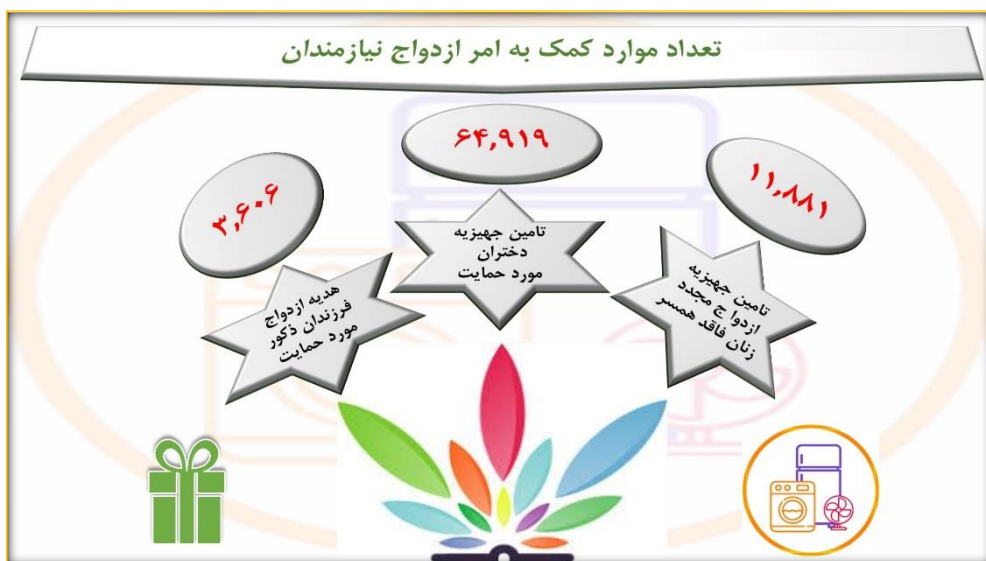 تعداد موارد کمک به امر ازدواج نیازمندان
۱۱,۸۸۱
تامین جهیزیه
ازدواج مجدد
زنان فاقد همسر
۶۴,۹۱۹
تامین جهیزیه
دختران
مورد حمایت
۳,۶۰۶
هدیه ازدواج
فرزندان ذکور
مورد حمایت